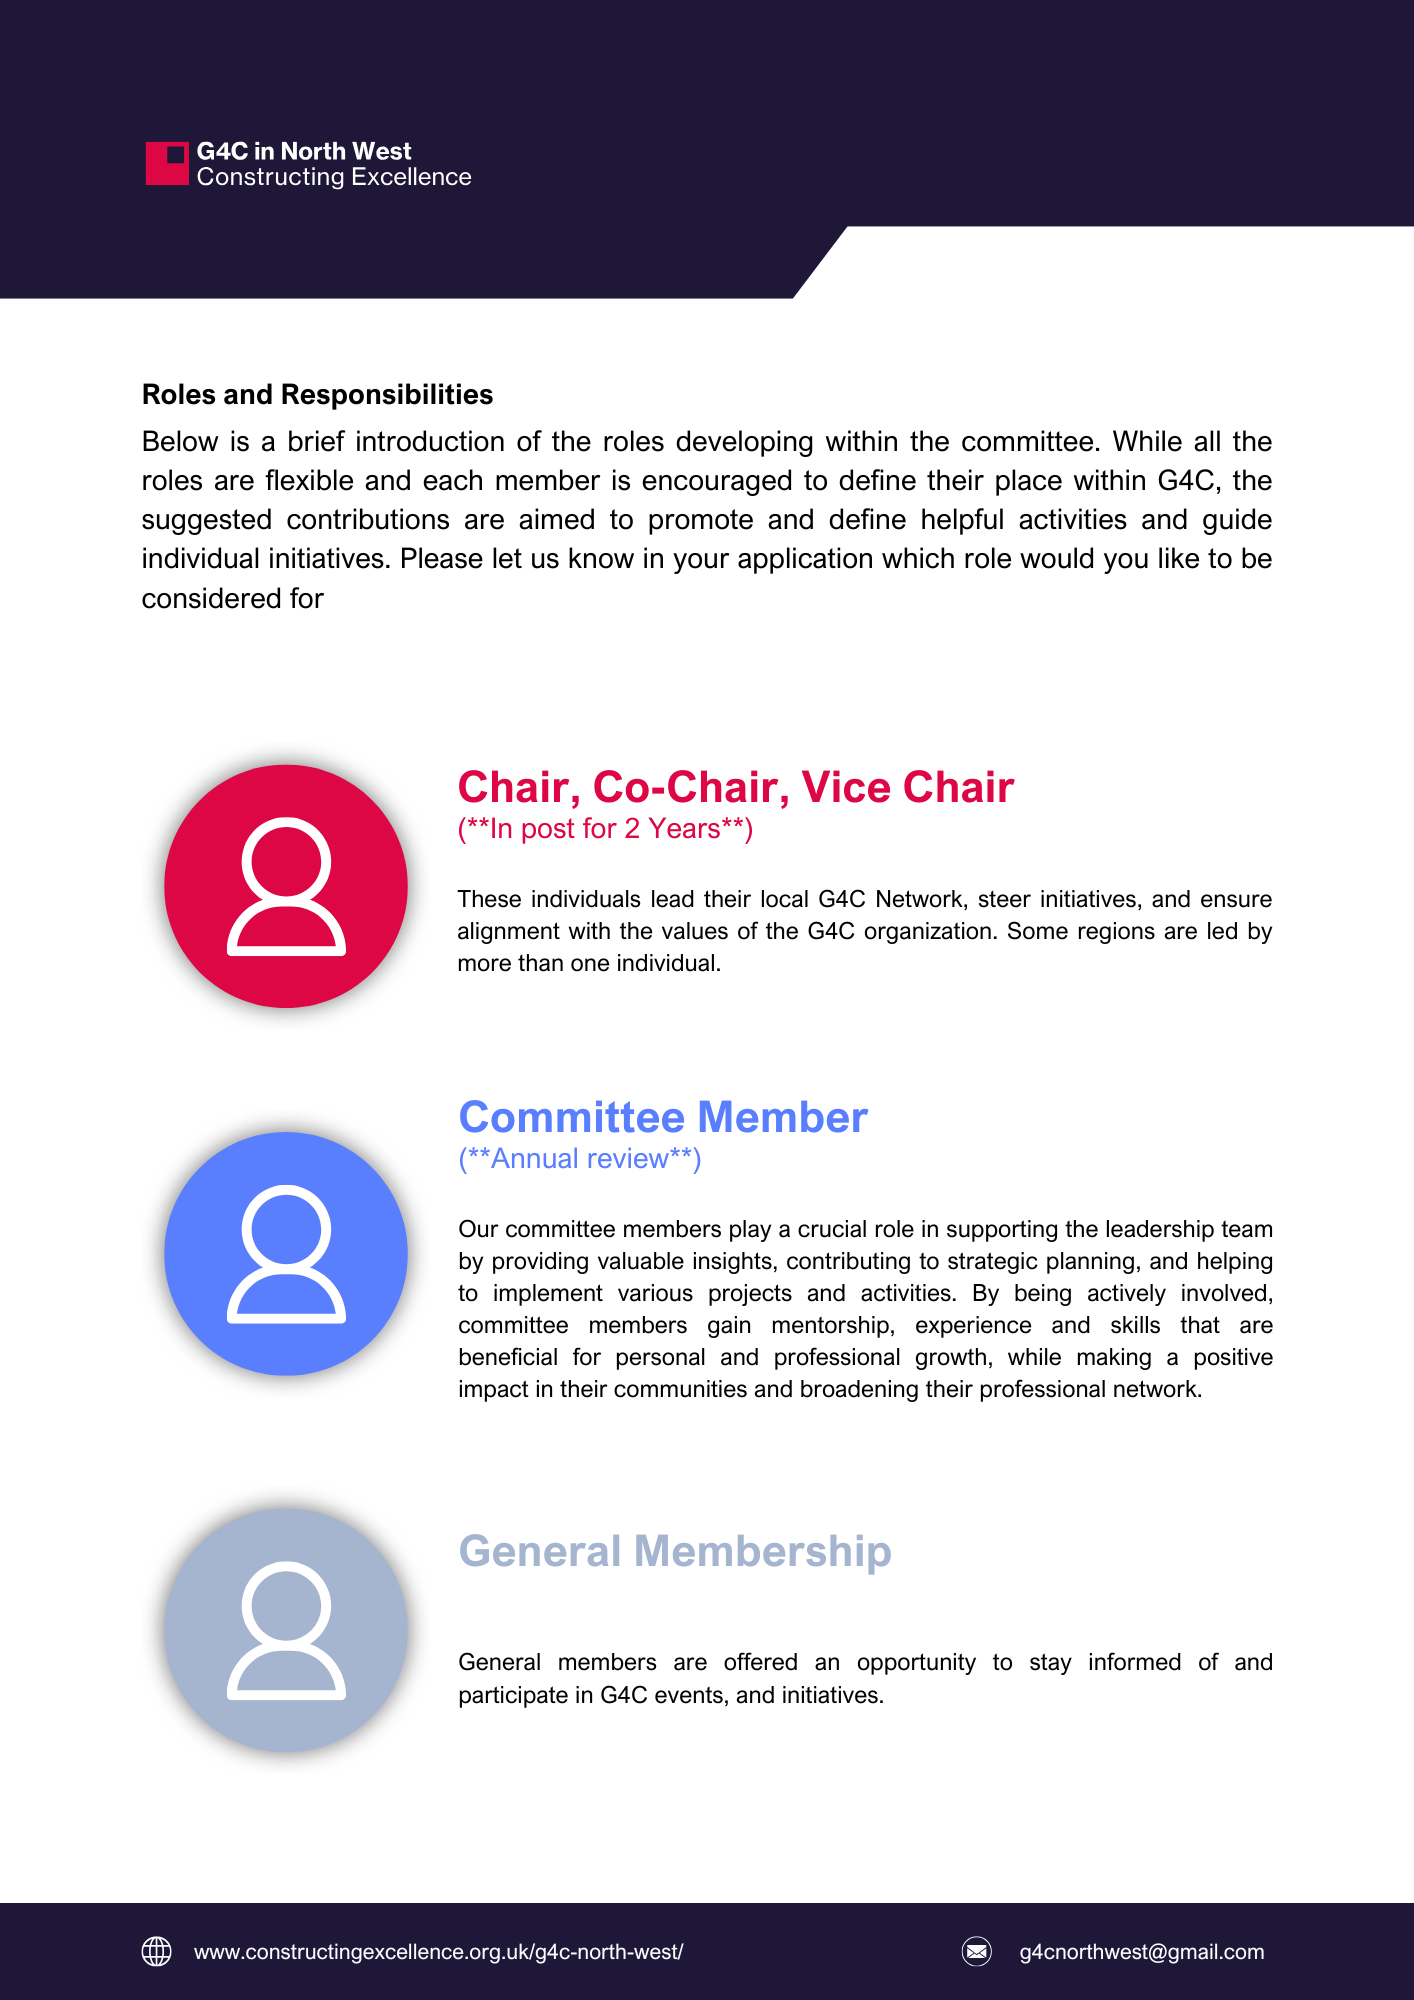 G4C in North West
Constructing Excellence
Roles and Responsibilities
Below is a brief introduction of the roles developing within the committee. While all the
roles are flexible and each member is encouraged to define their place within G4C, the
suggested contributions are aimed to promote and define helpful activities and guide
individual initiatives. Please let us know in your application which role would you like to be
considered for
Chair, Co-Chair, Vice Chair
(**In post for 2 Years**)
These individuals lead their local G4C Network, steer initiatives, and ensure
alignment with the values of the G4C organization. Some regions are led by
more than one individual.
Committee Member
(**Annual review**)
Our committee members play a crucial role in supporting the leadership team
by providing valuable insights, contributing to strategic planning, and helping
to implement various projects and activities. By being actively involved,
committee members gain mentorship, experience and skills that are
beneficial for personal and professional growth, while making a positive
impact in their communities and broadening their professional network.
General Membership
General members are offered an opportunity to stay informed of and
participate in G4C events, and initiatives.
www.constructingexcellence.org.uk/g4c-north-west/
g4cnorthwest@gmail.com